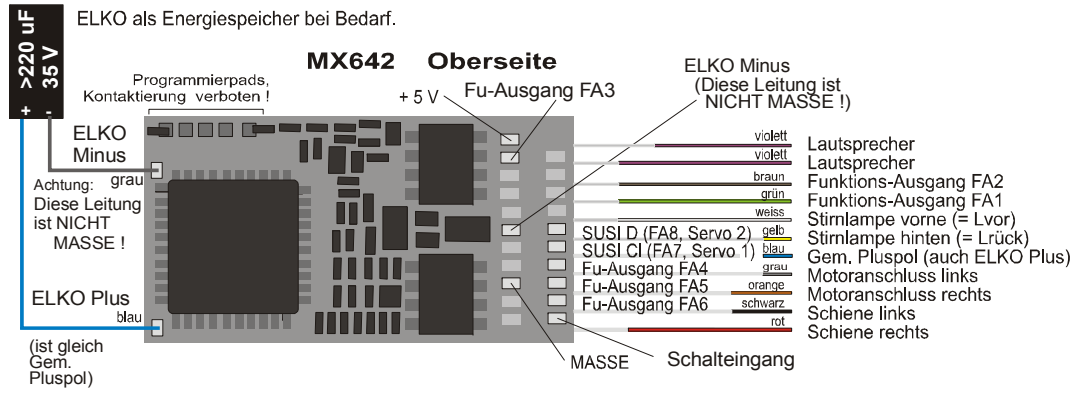 ELKO als Energiespeicher bei Bedarf.
>220 uF
35 V
+ -
MX642 Oberseite
Programmierpads,
Kontaktierung verboten !
+ 5 V
Fu-Ausgang FA3
ELKO Minus
(Diese Leitung ist
NICHT MASSE !)
ELKO
Minus
grau
Achtung:
Diese Leitung
ist NICHT
MASSE !
ELKO Plus
blau
(ist gleich
Gem.
Pluspol)
violett Lautsprecher
violett Lautsprecher
braun Funktions-Ausgang FA2
grün Funktions-Ausgang FA1
weiss Stirnlampe vorne (= Lvor)
SUSI D (FA8, Servo 2) gelb Stirnlampe hinten (= Lrück)
SUSI Cl (FA7, Servo 1) blau Gem. Pluspol (auch ELKO Plus)
Fu-Ausgang FA4 grau Motoranschluss links
Fu-Ausgang FA5 orange Motoranschluss rechts
Fu-Ausgang FA6 schwarz Schiene links
rot Schiene rechts
MASSE
Schalteingang